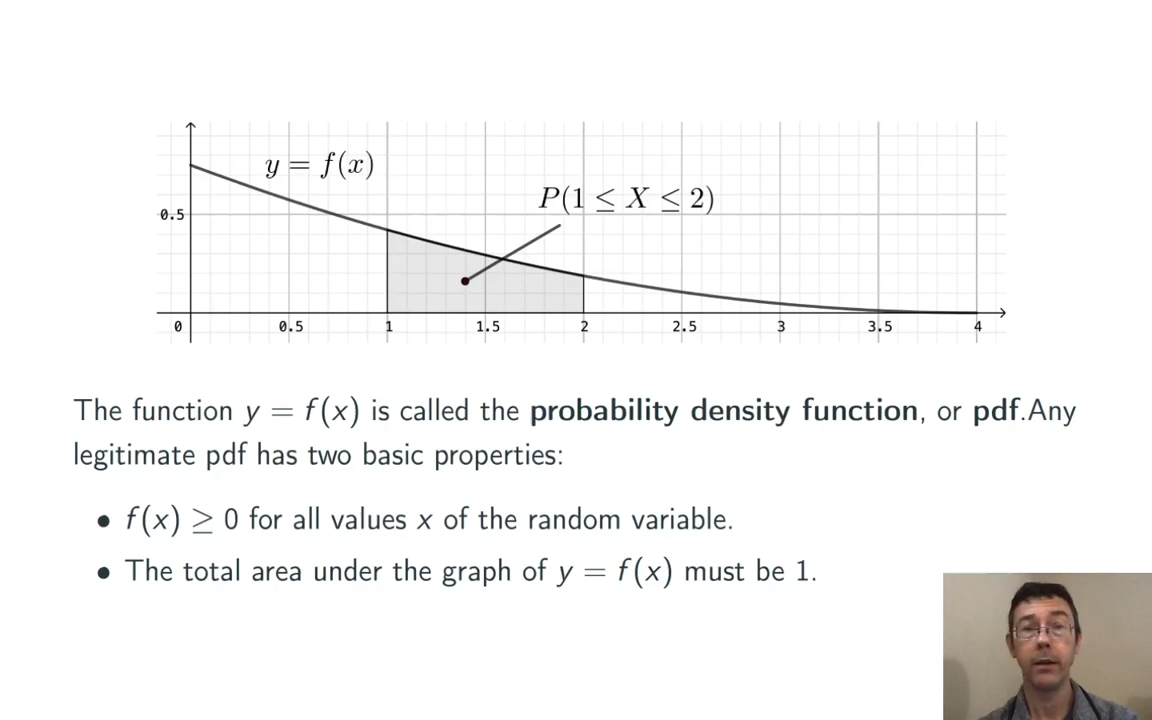 y = f(x)
P(1 ≤ X ≤ 2)
0.5
0 0.5 1 1.5 2 2.5 3 3.5 4
The function y = f(x) is called the probability density function, or pdf.Any
legitimate pdf has two basic properties:
• f(x) ≥ 0 for all values x of the random variable.
• The total area under the graph of y = f(x) must be 1.